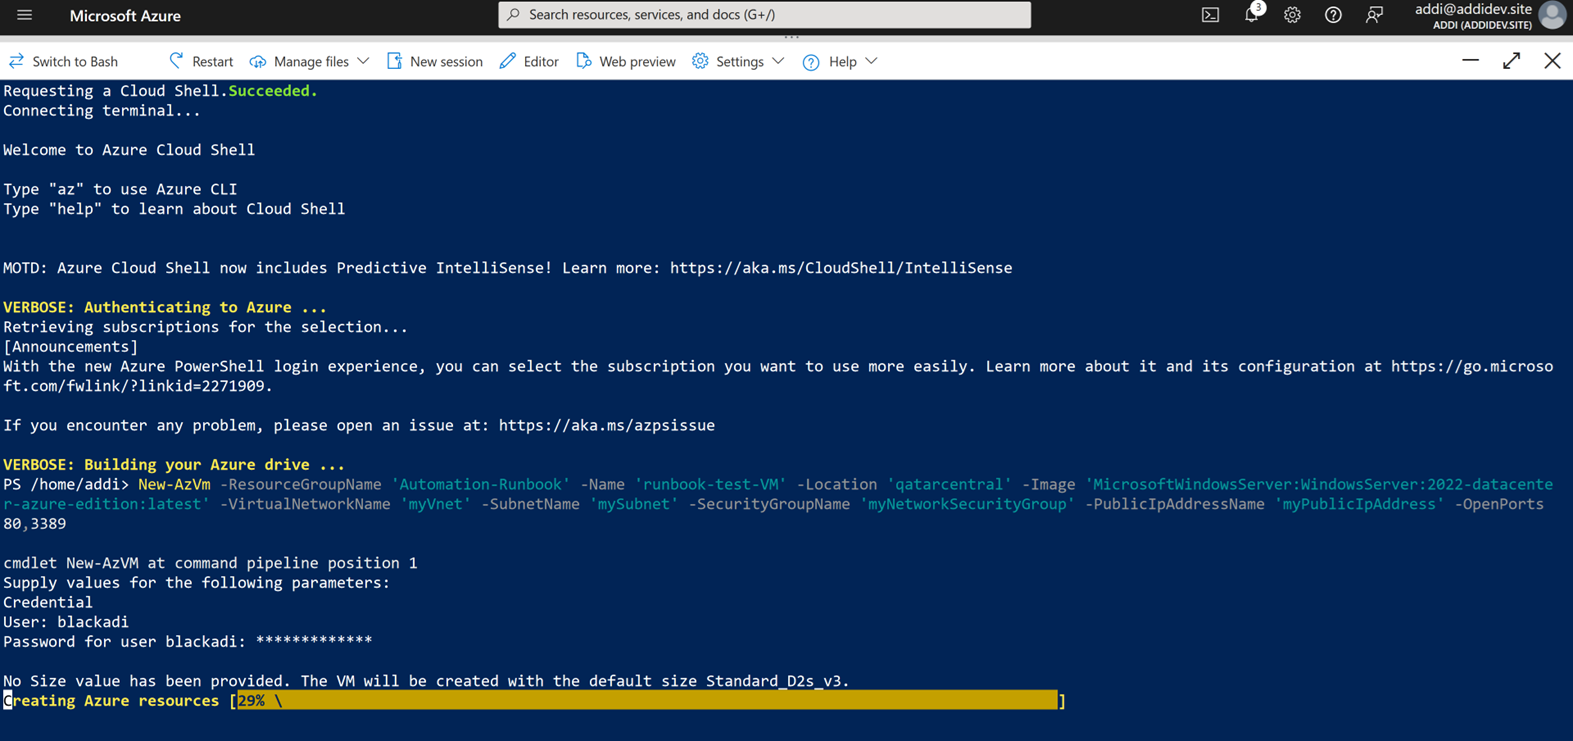 Microsoft Azure
Search resources, services, and docs (G+/)
3
addi@addidev.site
ADDI (ADDIDEV.SITE)
Switch to Bash
Restart
Manage files
New session
Editor
Web preview
Settings
Help
Requesting a Cloud Shell.Succeeded.
Connecting terminal...
Welcome to Azure Cloud Shell
Type "az" to use Azure CLI
Type "help" to learn about Cloud Shell
MOTD: Azure Cloud Shell now includes Predictive IntelliSense! Learn more: https://aka.ms/CloudShell/IntelliSense
VERBOSE: Authenticating to Azure ...
Retrieving subscriptions for the selection...
[Announcements]
With the new Azure PowerShell login experience, you can select the subscription you want to use more easily. Learn more about it and its configuration at https://go.microso
ft.com/fwlink/?linkid=2271909.
If you encounter any problem, please open an issue at: https://aka.ms/azpsissue
VERBOSE: Building your Azure drive ...
PS /home/addi> New-AzVm -ResourceGroupName 'Automation-Runbook' -Name 'runbook-test-VM' -Location 'qatarcentral' -Image 'MicrosoftWindowsServer:WindowsServer:2022-datacente
r-azure-edition:latest' -VirtualNetworkName 'myVnet' -SubnetName 'mySubnet' -SecurityGroupName 'myNetworkSecurityGroup' -PublicIpAddressName 'myPublicIpAddress' -OpenPorts
80,3389
cmdlet New-AzVM at command pipeline position 1
Supply values for the following parameters:
Credential
User: blackadi
Password for user blackadi: *************
No Size value has been provided. The VM will be created with the default size Standard_D2s_v3.
Creating Azure resources [29% \ ]